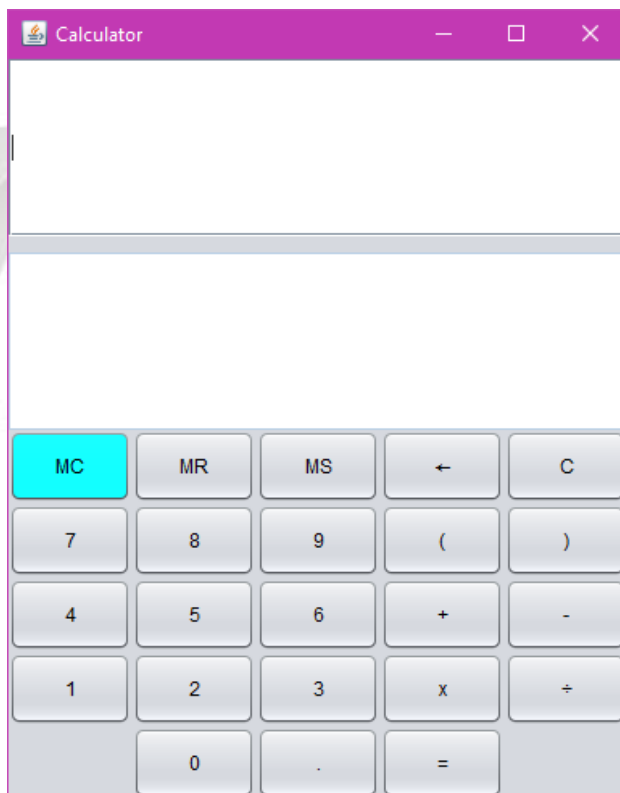 Calculator
MC MR MS ← C
7 8 9 ( )
4 5 6 + -
1 2 3 x ÷
0 . =